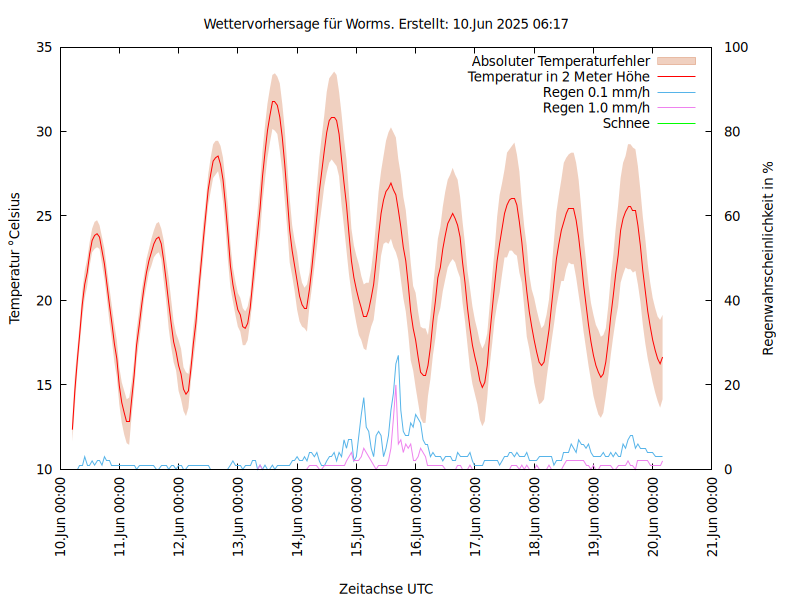 Wettervorhersage für Worms. Erstellt: 10.Jun 2025 06:17
Absoluter Temperaturfehler
Temperatur in 2 Meter Höhe
Regen 0.1 mm/h
Regen 1.0 mm/h
Schnee
Temperatur °Celsius
35
30
25
20
15
10
Regenwahrscheinlichkeit in %
100
80
60
40
20
0
10.Jun 00:00
11.Jun 00:00
12.Jun 00:00
13.Jun 00:00
14.Jun 00:00
15.Jun 00:00
16.Jun 00:00
17.Jun 00:00
18.Jun 00:00
19.Jun 00:00
20.Jun 00:00
21.Jun 00:00
Zeitachse UTC